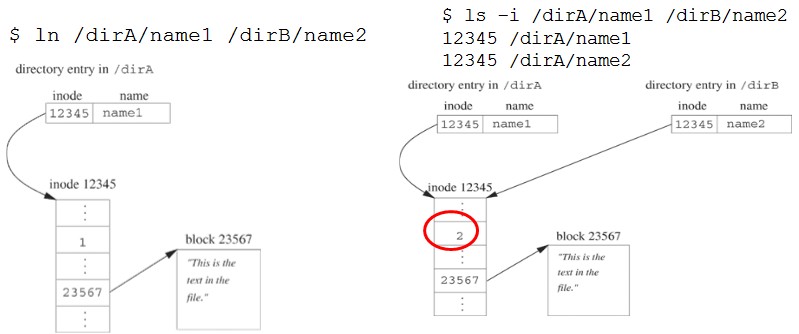 $ ln /dirA/name1 /dirB/name2
directory entry in /dirA
inode name
12345 name1
inode 12345
⋮
1
⋮
23567
⋮
block 23567
"This is the
text in the
file."
$ ls -i /dirA/name1 /dirB/name2
12345 /dirA/name1
12345 /dirA/name2
directory entry in /dirA
inode name
12345 name1
directory entry in /dirB
inode name
12345 name2
inode 12345
⋮
2
⋮
23567
⋮
block 23567
"This is the
text in the
file."